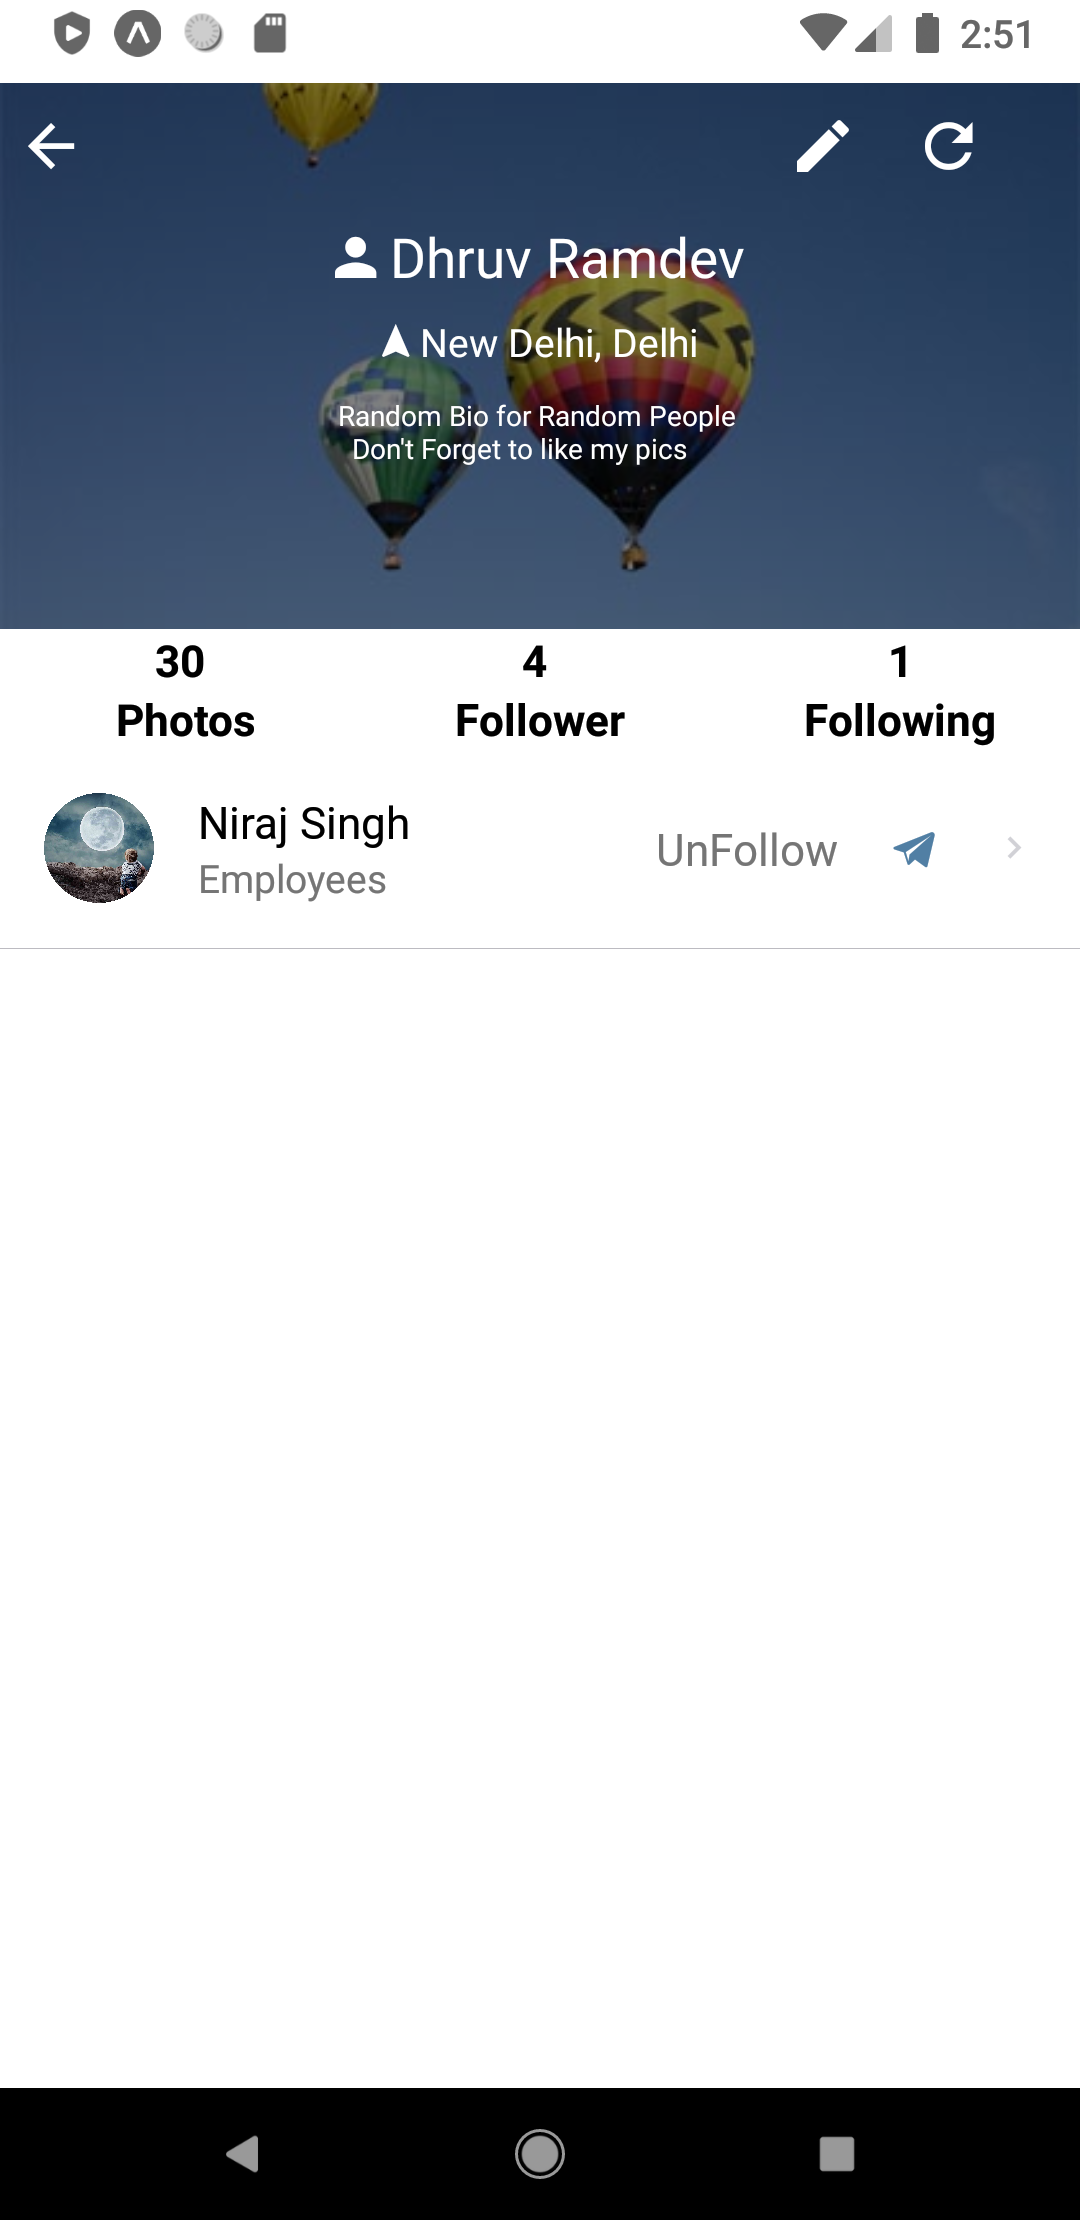 2:51
Dhruv Ramdev
New Delhi, Delhi
Random Bio for Random People
Don't Forget to like my pics
30 4 1
Photos Follower Following
Niraj Singh
Employees
UnFollow